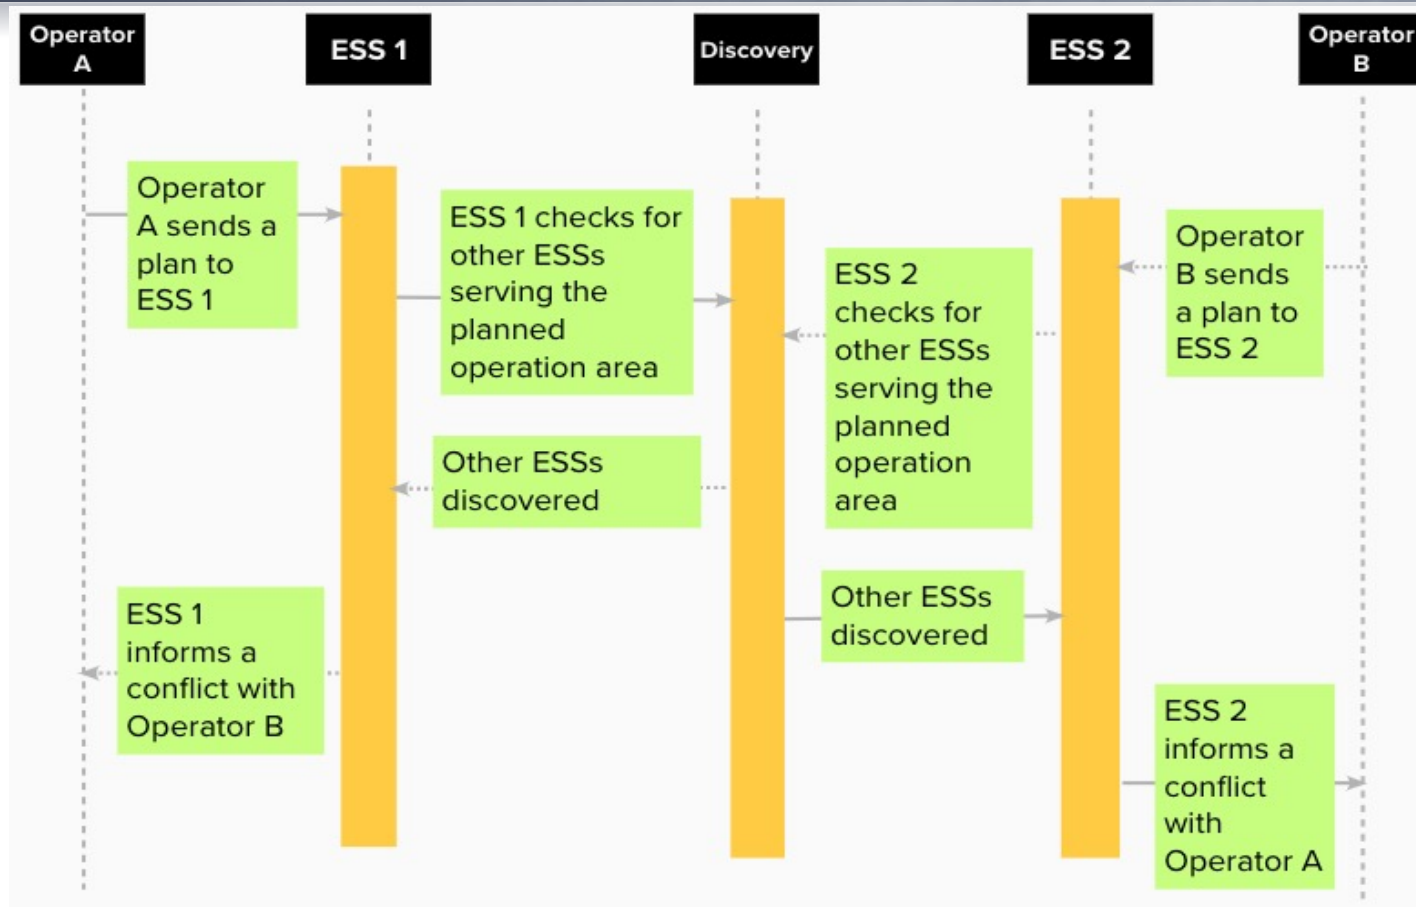 Operator
A
ESS 1
Discovery
ESS 2
Operator
B
Operator
A sends a
plan to
ESS 1
ESS 1 checks for
other ESSs
serving the
planned
operation area
Operator
B sends
a plan to
ESS 2
ESS 2
checks for
other ESSs
serving the
planned
operation
area
Other ESSs
discovered
Other ESSs
discovered
ESS 1
informs a
conflict with
Operator B
ESS 2
informs a
conflict
with
Operator A